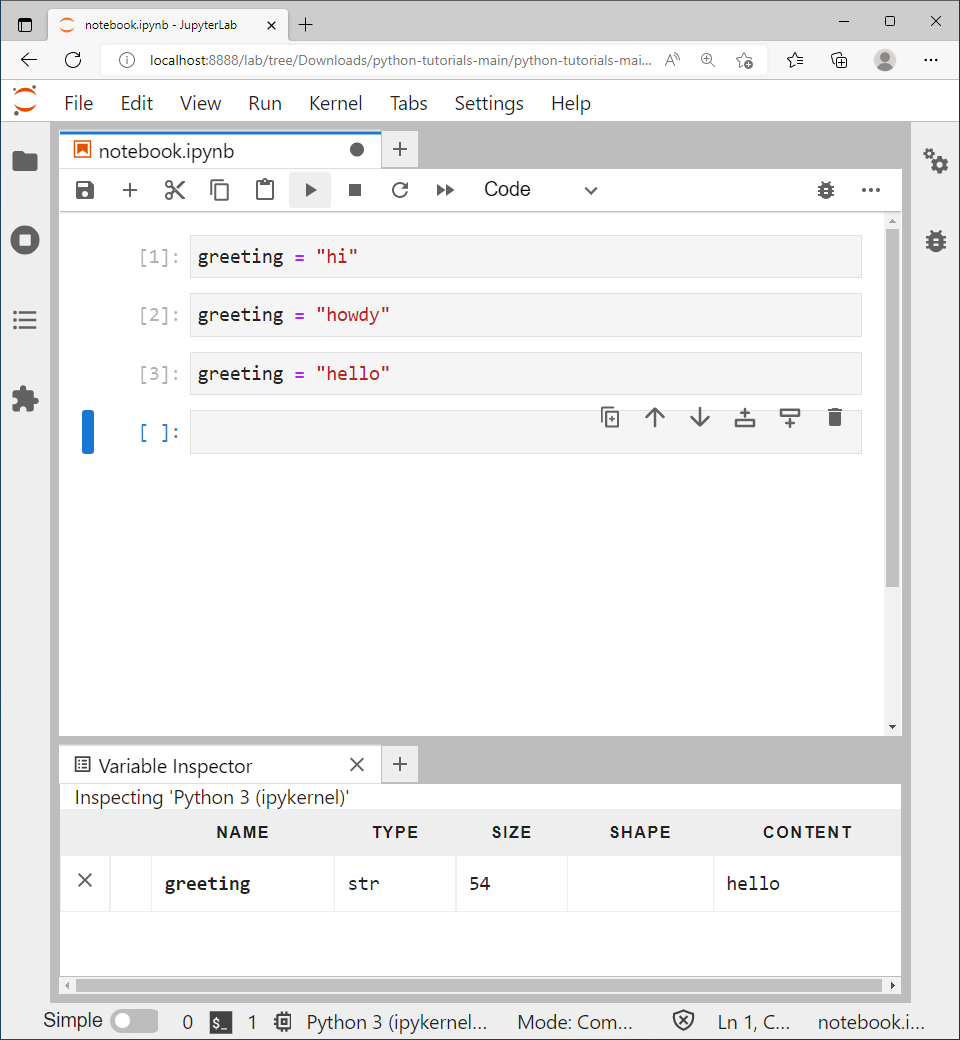 notebook.ipynb - JupyterLab
localhost:8888/lab/tree/Downloads/python-tutorials-main/python-tutorials-mai...
File Edit View Run Kernel Tabs Settings Help
notebook.ipynb
Code
[1]: greeting = "hi"
[2]: greeting = "howdy"
[3]: greeting = "hello"
[ ]:
Variable Inspector
Inspecting 'Python 3 (ipykernel)'
NAME TYPE SIZE SHAPE CONTENT
greeting str 54 hello
Simple 0 $_ 1 Python 3 (ipykernel... Mode: Com... Ln 1, C... notebook.i...